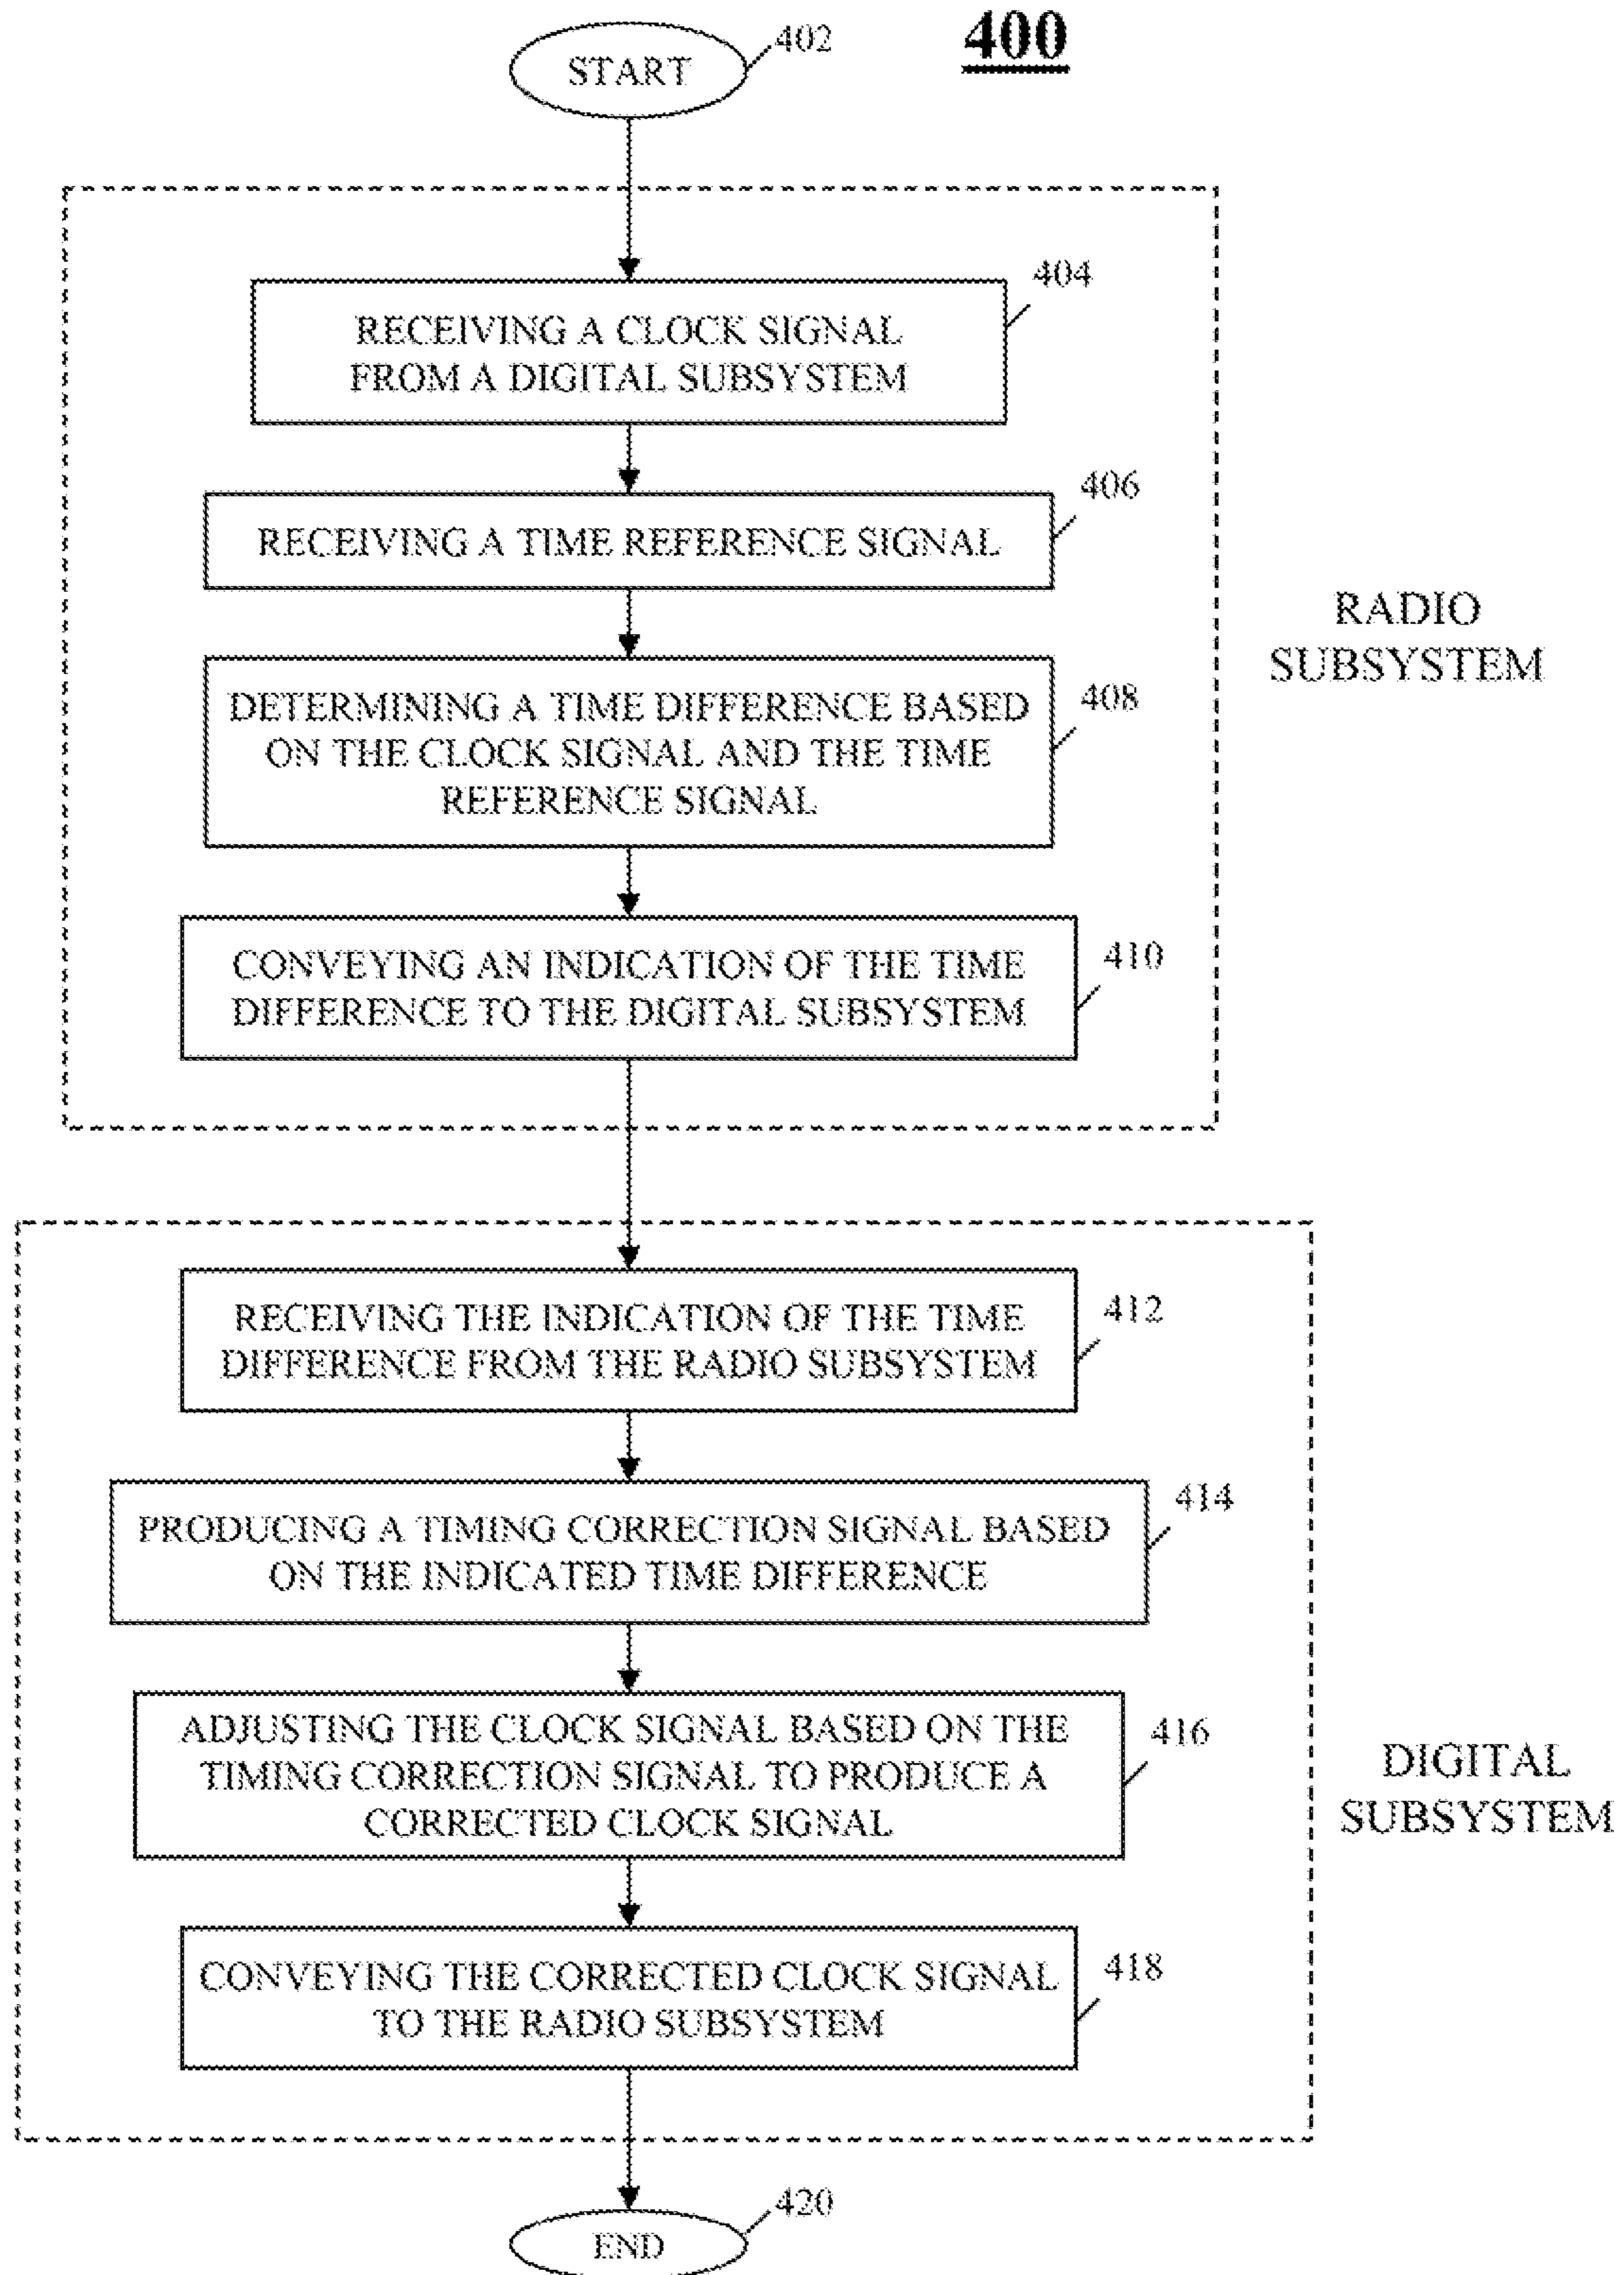 400
402
START
404
RECEIVING A CLOCK SIGNAL
FROM A DIGITAL SUBSYSTEM
406
RECEIVING A TIME REFERENCE SIGNAL
RADIO
SUBSYSTEM
408
DETERMINING A TIME DIFFERENCE BASED
ON THE CLOCK SIGNAL AND THE TIME
REFERENCE SIGNAL
410
CONVEYING AN INDICATION OF THE TIME
DIFFERENCE TO THE DIGITAL SUBSYSTEM
412
RECEIVING THE INDICATION OF THE TIME
DIFFERENCE FROM THE RADIO SUBSYSTEM
414
PRODUCING A TIMING CORRECTION SIGNAL BASED
ON THE INDICATED TIME DIFFERENCE
416
ADJUSTING THE CLOCK SIGNAL BASED ON THE
TIMING CORRECTION SIGNAL TO PRODUCE A
CORRECTED CLOCK SIGNAL
DIGITAL
SUBSYSTEM
418
CONVEYING THE CORRECTED CLOCK SIGNAL
TO THE RADIO SUBSYSTEM
420
END